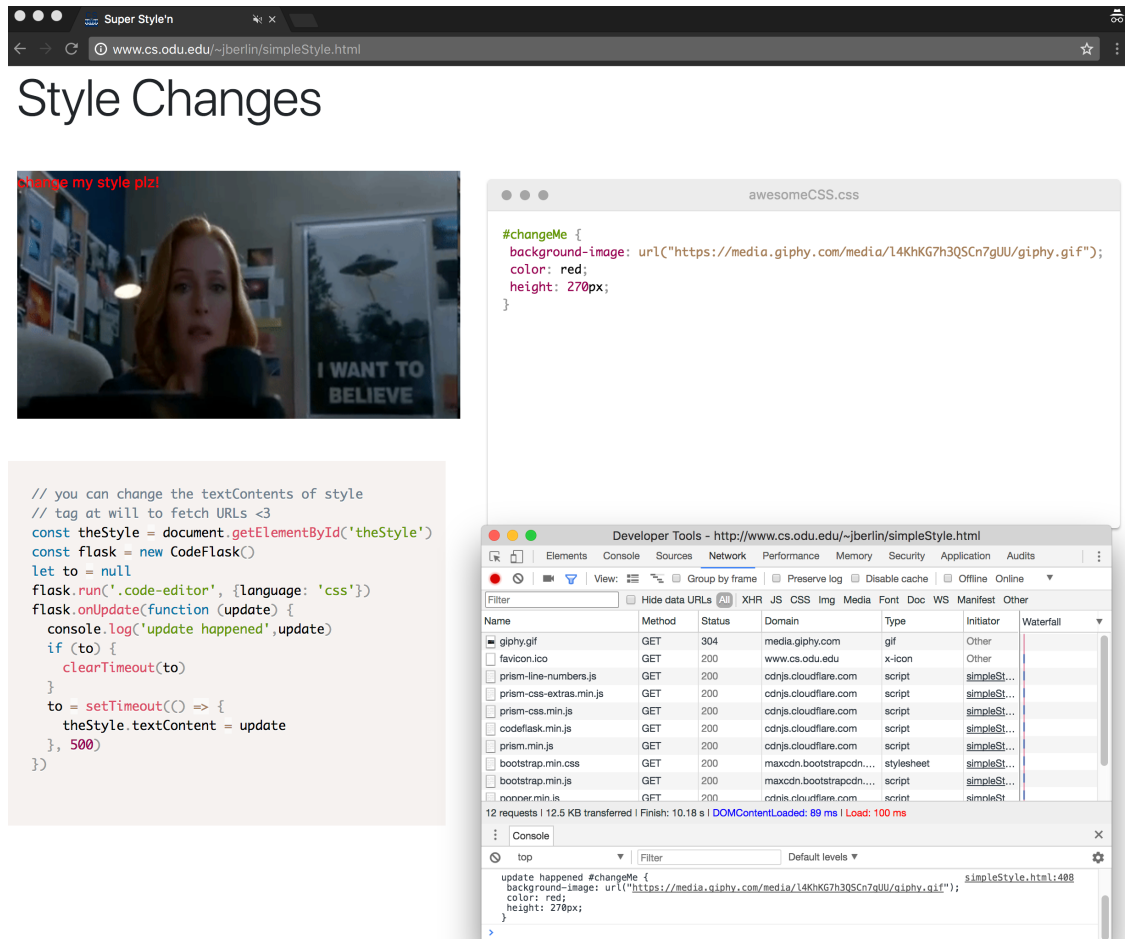 Super Style'n
www.cs.odu.edu/~jberlin/simpleStyle.html
Style Changes
change my style plz!
I WANT TO
BELIEVE
awesomeCSS.css
#changeMe {
background-image: url("https://media.giphy.com/media/l4KhKG7h3QSCn7gUU/giphy.gif");
color: red;
height: 270px;
}
// you can change the textContents of style
// tag at will to fetch URLs <3
const theStyle = document.getElementById('theStyle')
const flask = new CodeFlask()
let to = null
flask.run('.code-editor', {language: 'css'})
flask.onUpdate(function (update) {
console.log('update happened',update)
if (to) {
clearTimeout(to)
}
to = setTimeout(() => {
theStyle.textContent = update
}, 500)
})
Developer Tools - http://www.cs.odu.edu/~jberlin/simpleStyle.html
Elements Console Sources Network Performance Memory Security Application Audits
View: Group by frame Preserve log Disable cache Offline Online
Filter Hide data URLs All XHR JS CSS Img Media Font Doc WS Manifest Other
Name Method Status Domain Type Initiator Waterfall
giphy.gif GET 304 media.giphy.com gif Other
favicon.ico GET 200 www.cs.odu.edu x-icon Other
prism-line-numbers.js GET 200 cdnjs.cloudflare.com script simpleSt...
prism-css-extras.min.js GET 200 cdnjs.cloudflare.com script simpleSt...
prism-css.min.js GET 200 cdnjs.cloudflare.com script simpleSt...
codeflask.min.js GET 200 cdnjs.cloudflare.com script simpleSt...
prism.min.js GET 200 cdnjs.cloudflare.com script simpleSt...
bootstrap.min.css GET 200 maxcdn.bootstrapcdn.... stylesheet simpleSt...
bootstrap.min.js GET 200 maxcdn.bootstrapcdn.... script simpleSt...
popper.min.js GET 200 cdnjs.cloudflare.com script simpleSt
12 requests | 12.5 KB transferred | Finish: 10.18 s | DOMContentLoaded: 89 ms | Load: 100 ms
Console
top Filter Default levels
update happened #changeMe { simpleStyle.html:408
background-image: url("https://media.giphy.com/media/l4KhKG7h3QSCn7gUU/giphy.gif");
color: red;
height: 270px;
}